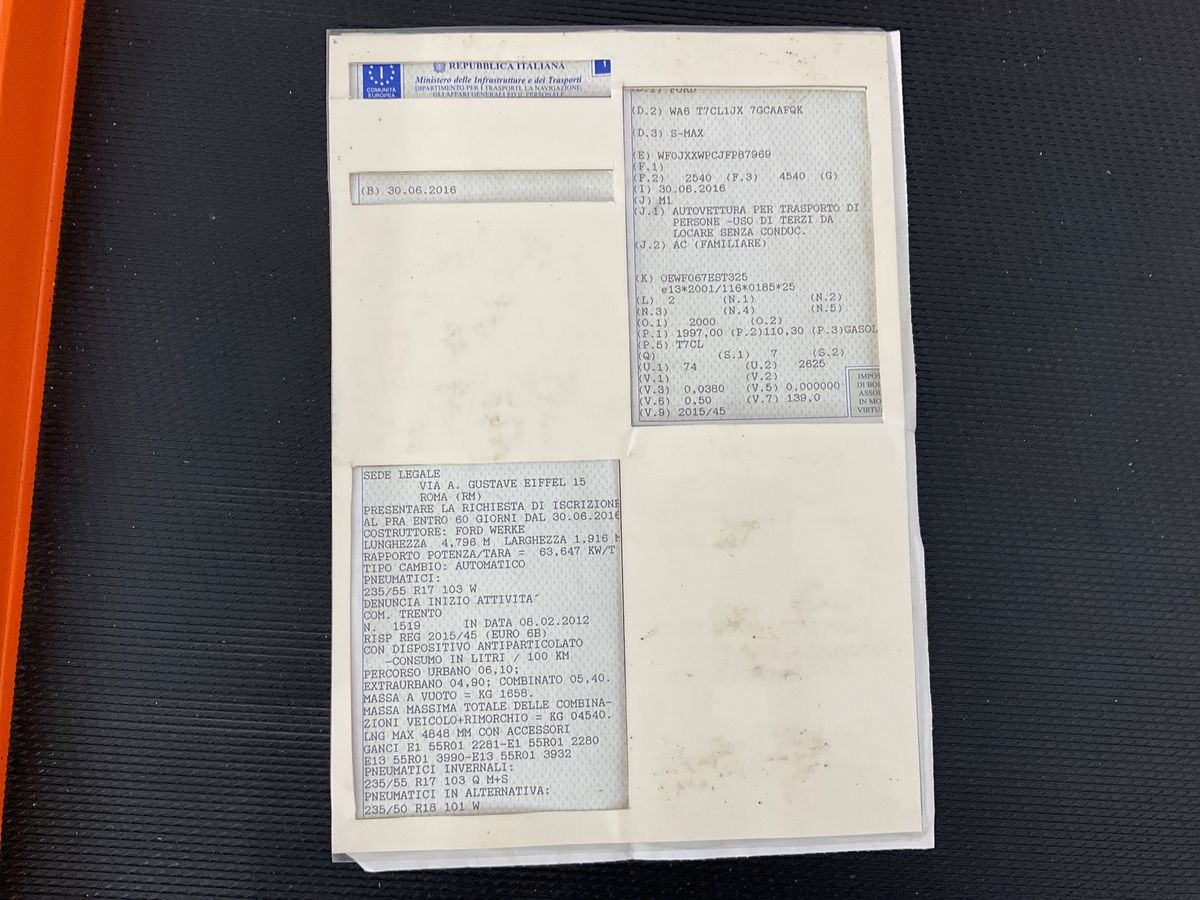 I
COMUNITÀ
EUROPEA
REPUBBLICA ITALIANA
Ministero delle Infrastrutture e dei Trasporti
DIPARTIMENTO PER I TRASPORTI, LA NAVIGAZIONE,
GLI AFFARI GENERALI ED IL PERSONALE
1
(B) 30.06.2016
(D.1) FORD
(D.2) WA6 T7CL1JX 7GCAAFQK
(D.3) S-MAX
(E) WF0JXXWPCJFP87969
(F.1)
(F.2) 2540 (F.3) 4540 (G)
(I) 30.06.2016
(J) M1
(J.1) AUTOVETTURA PER TRASPORTO DI
PERSONE -USO DI TERZI DA
LOCARE SENZA CONDUC.
(J.2) AC (FAMILIARE)
(K) OEWF067EST325
e13*2001/116*0185*25
(L) 2 (N.1) (N.2)
(N.3) (N.4) (N.5)
(O.1) 2000 (O.2)
(P.1) 1997,00 (P.2)110,30 (P.3)GASOL
(P.5) T7CL
(Q) (S.1) 7 (S.2)
(U.1) 74 (U.2) 2625
(V.1) (V.2)
(V.3) 0,0380 (V.5) 0,000000
(V.6) 0,50 (V.7) 139,0
(V.9) 2015/45
IMPOS
DI BOL
ASSO
IN MO
VIRTU
SEDE LEGALE
VIA A. GUSTAVE EIFFEL 15
ROMA (RM)
PRESENTARE LA RICHIESTA DI ISCRIZIONE
AL PRA ENTRO 60 GIORNI DAL 30.06.2016
COSTRUTTORE: FORD WERKE
LUNGHEZZA 4,796 M LARGHEZZA 1,916 M
RAPPORTO POTENZA/TARA = 63,647 KW/T
TIPO CAMBIO: AUTOMATICO
PNEUMATICI:
235/55 R17 103 W
DENUNCIA INIZIO ATTIVITA´
COM. TRENTO
N. 1519 IN DATA 08.02.2012
RISP REG 2015/45 (EURO 6B)
CON DISPOSITIVO ANTIPARTICOLATO
-CONSUMO IN LITRI / 100 KM
PERCORSO URBANO 06,10;
EXTRAURBANO 04,90; COMBINATO 05,40.
MASSA A VUOTO = KG 1658.
MASSA MASSIMA TOTALE DELLE COMBINA-
ZIONI VEICOLO+RIMORCHIO = KG 04540.
LNG MAX 4848 MM CON ACCESSORI
GANCI E1 55R01 2281-E1 55R01 2280
E13 55R01 3990-E13 55R01 3932
PNEUMATICI INVERNALI:
235/55 R17 103 Q M+S
PNEUMATICI IN ALTERNATIVA:
235/50 R18 101 W